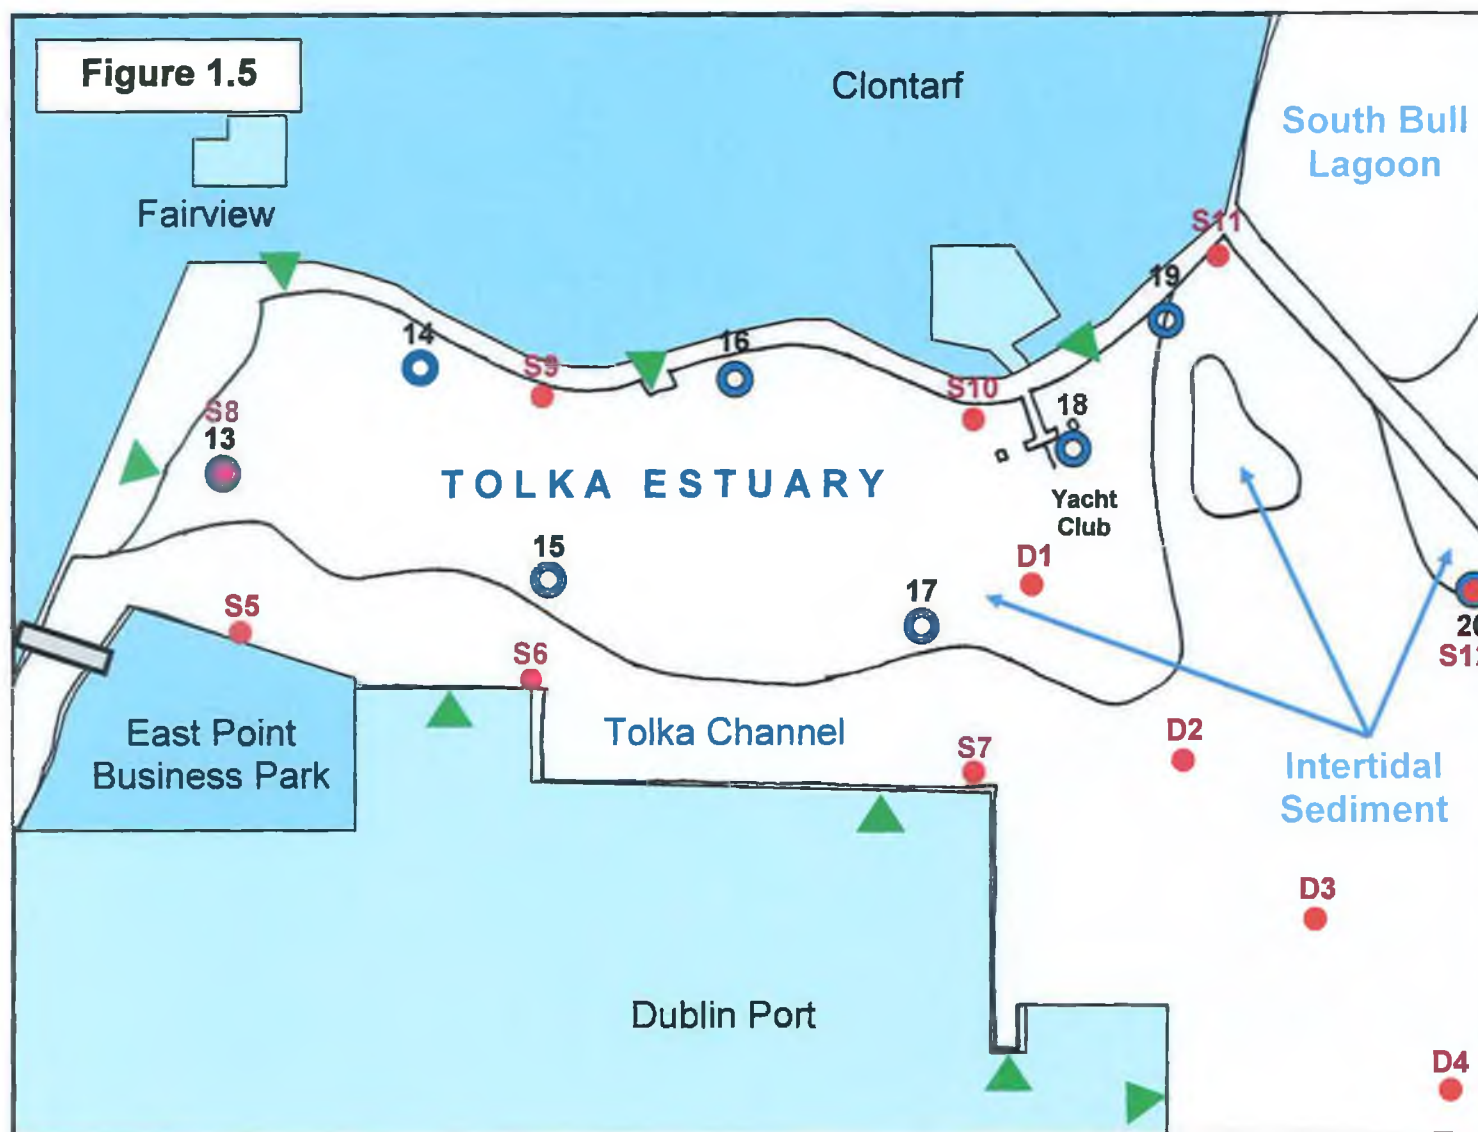 Figure 1.5
Clontarf
South Bull
Lagoon
Fairview
S11
19
14
16
S9
S10
18
S8
13
TOLKA ESTUARY
Yacht
Club
15
D1
17
S5
S6
20
East Point
Business Park
Tolka Channel
S7
D2
Intertidal
Sediment
D3
Dublin Port
D4